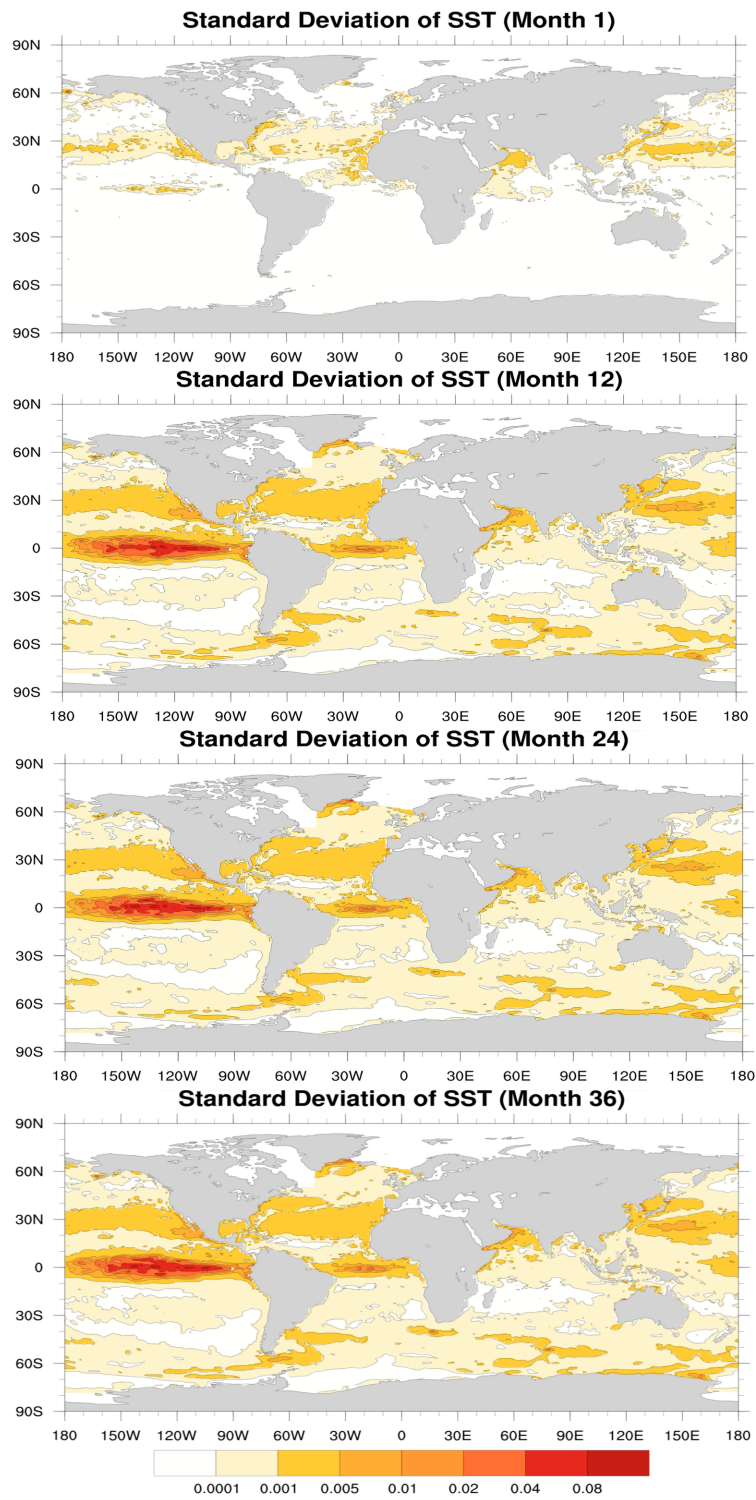 Standard Deviation of SST (Month 1)
90N
60N
30N
0
30S
60S
90S
180 150W 120W 90W 60W 30W 0 30E 60E 90E 120E 150E 180
Standard Deviation of SST (Month 12)
90N
60N
30N
0
30S
60S
90S
180 150W 120W 90W 60W 30W 0 30E 60E 90E 120E 150E 180
Standard Deviation of SST (Month 24)
90N
60N
30N
0
30S
60S
90S
180 150W 120W 90W 60W 30W 0 30E 60E 90E 120E 150E 180
Standard Deviation of SST (Month 36)
90N
60N
30N
0
30S
60S
90S
180 150W 120W 90W 60W 30W 0 30E 60E 90E 120E 150E 180
0.0001 0.001 0.005 0.01 0.02 0.04 0.08